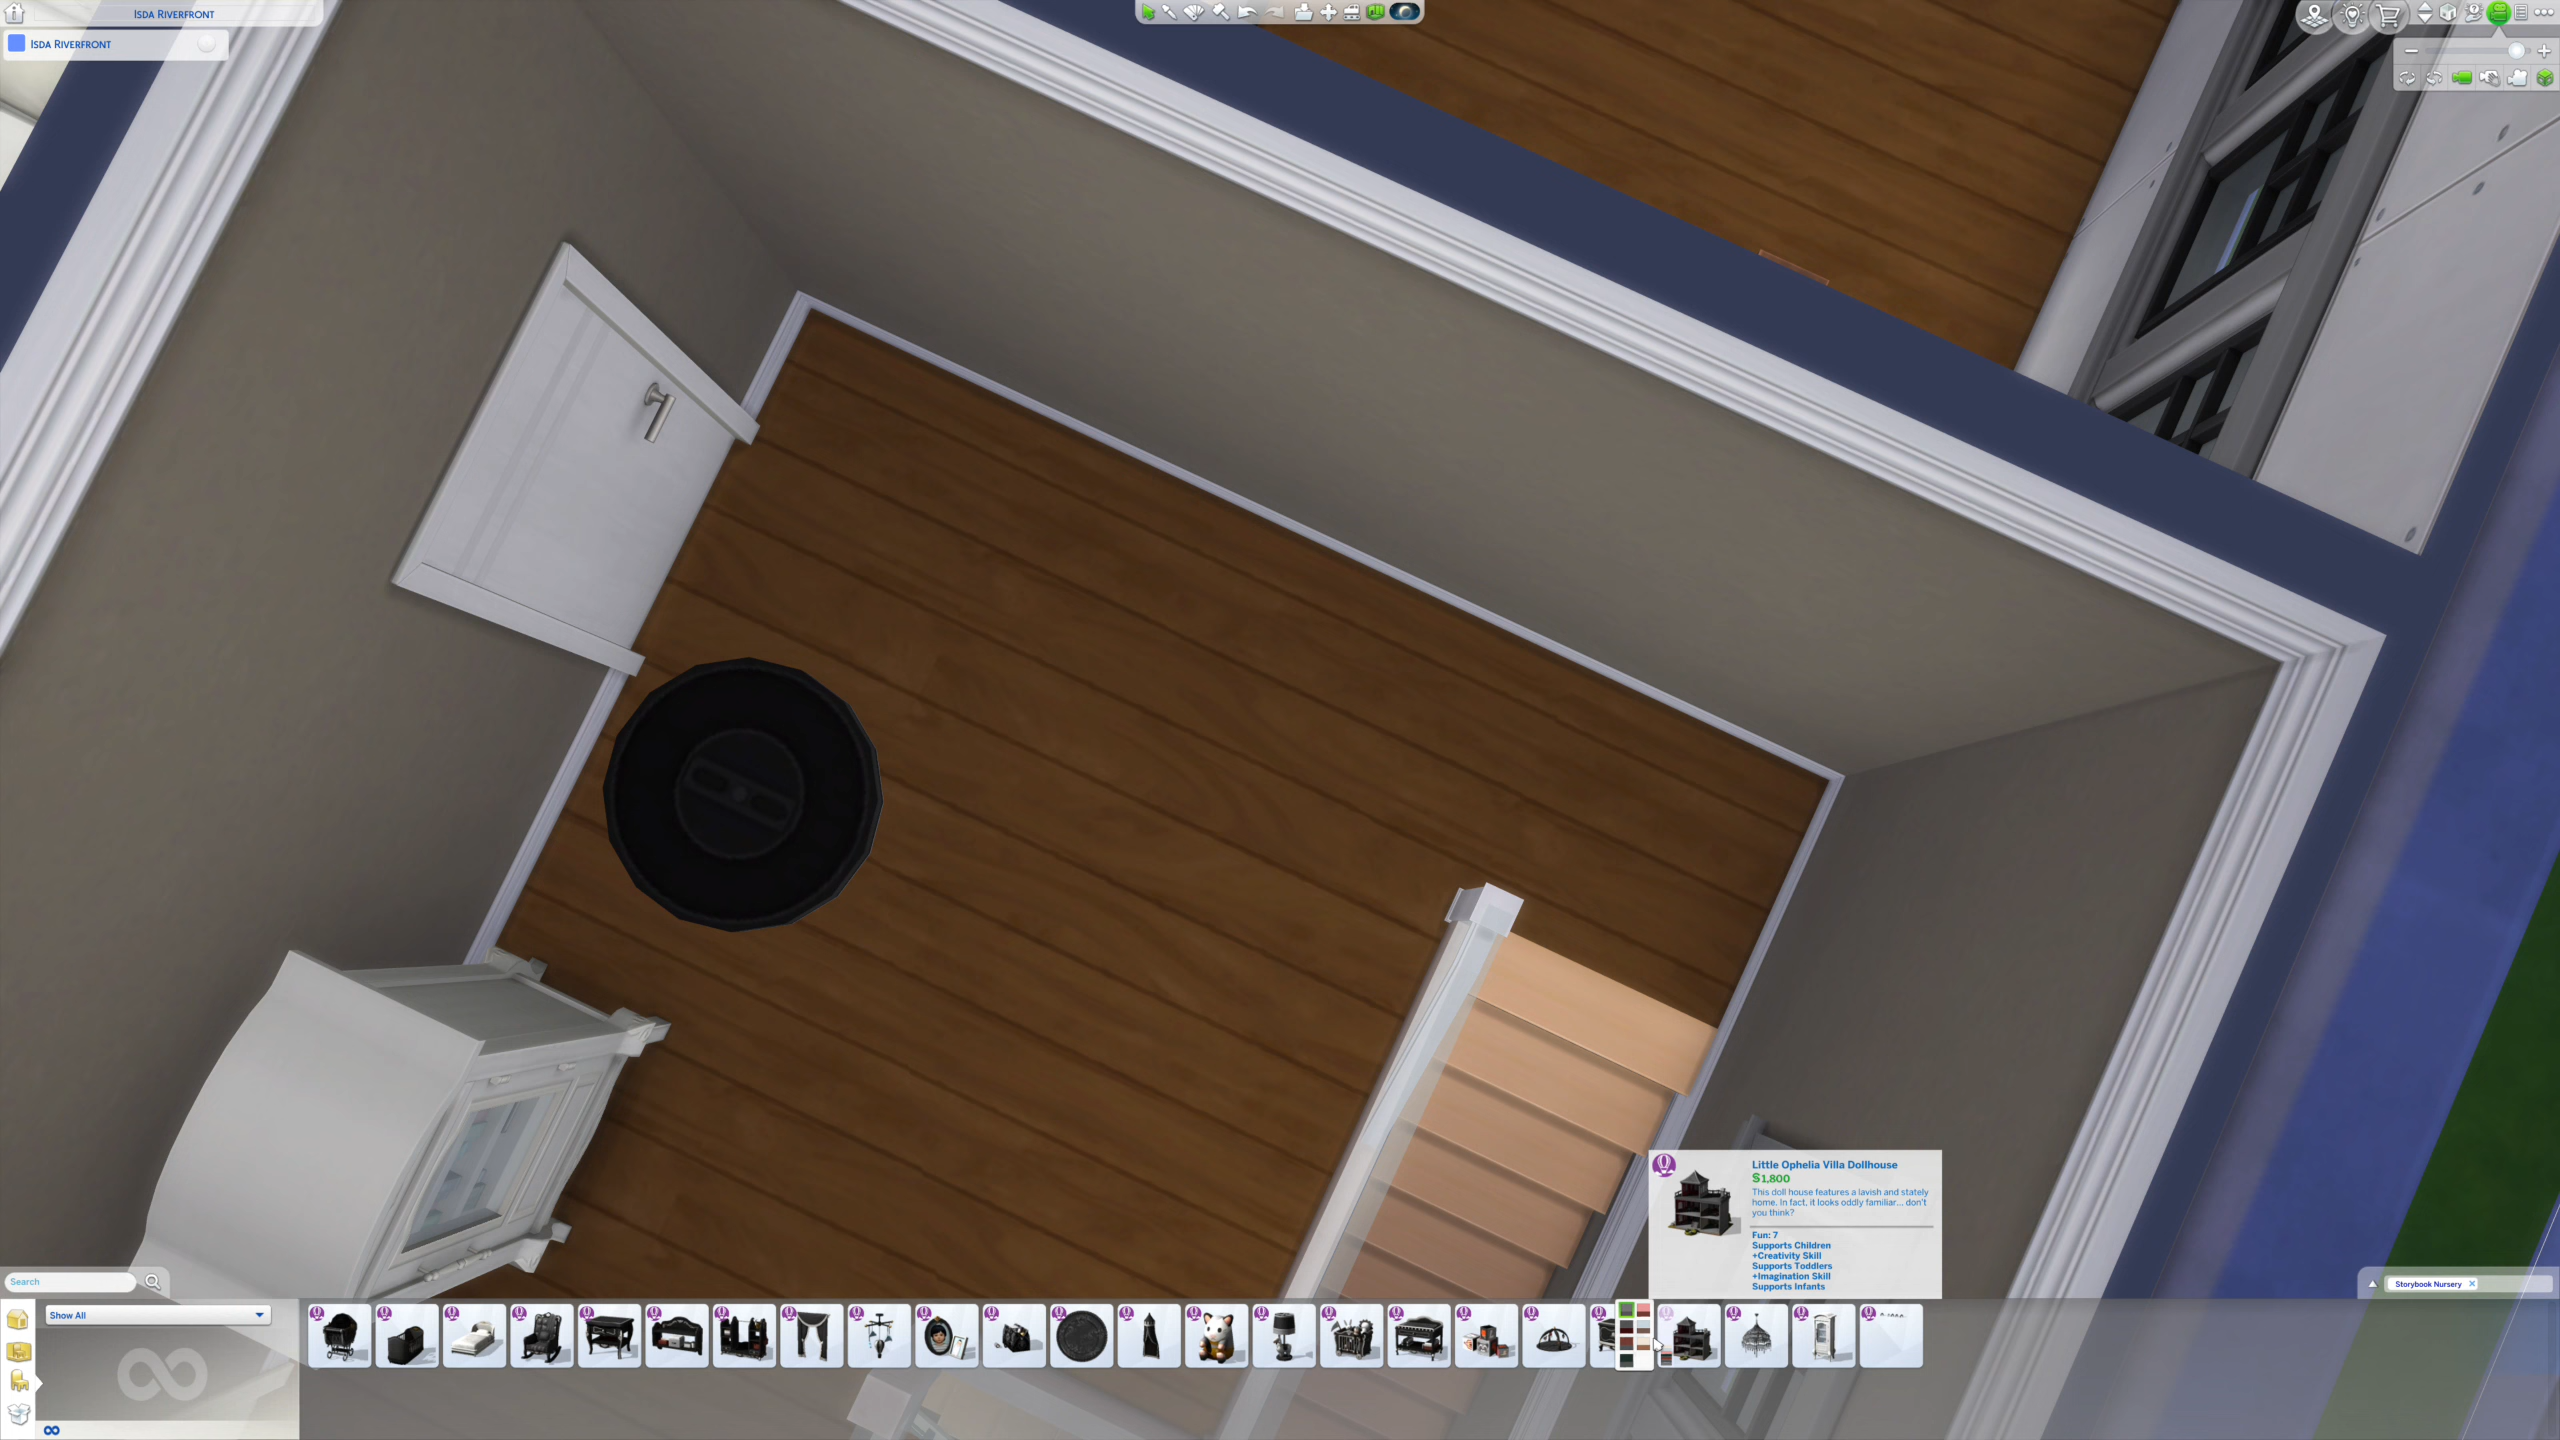 Isda Riverfront
Isda Riverfront
Little Ophelia Villa Dollhouse
§1,800
This doll house features a lavish and stately
home. In fact, it looks oddly familiar... don't
you think?
Fun: 7
Supports Children
+Creativity Skill
Supports Toddlers
+Imagination Skill
Supports Infants
Search
Storybook Nursery
Show All